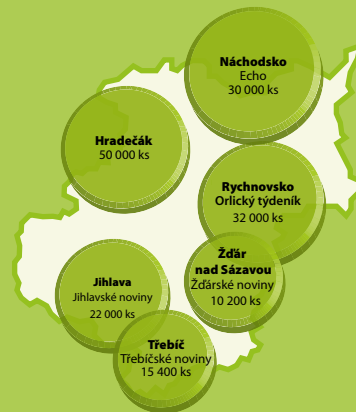 Náchodsko
Echo
30 000 ks
Hradečák
50 000 ks
Rychnovsko
Orlický týdeník
32 000 ks
Žďár
nad Sázavou
Žďárské noviny
10 200 ks
Jihlava
Jihlavské noviny
22 000 ks
Třebíč
Třebíčské noviny
15 400 ks